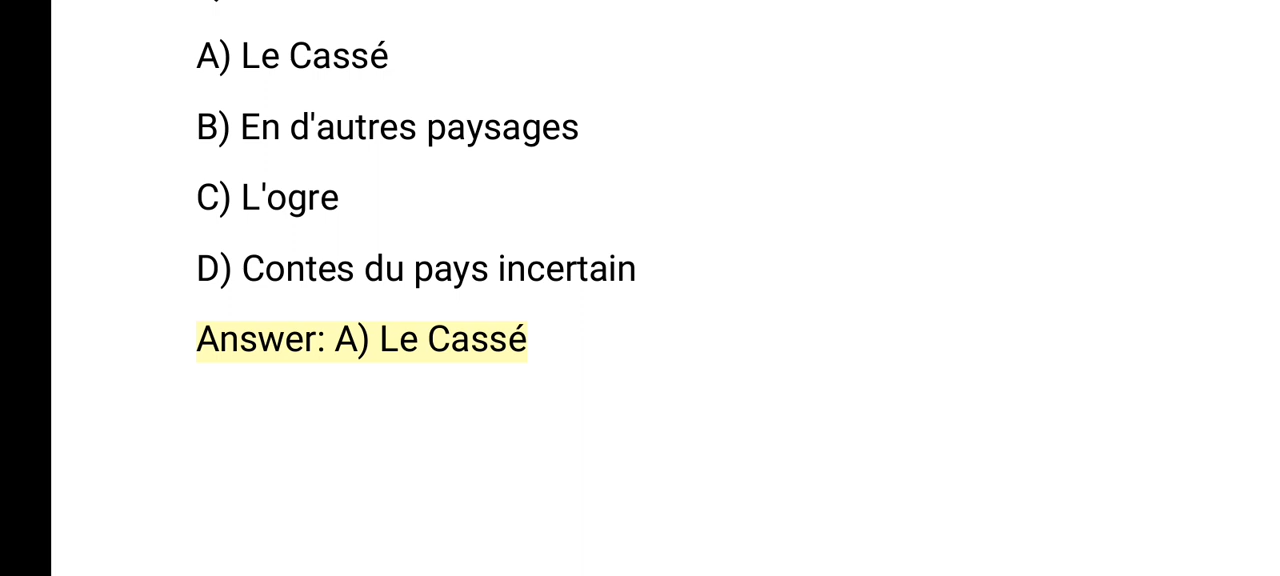 A) Le Cassé
B) En d'autres paysages
C) L'ogre
D) Contes du pays incertain
Answer: A) Le Cassé